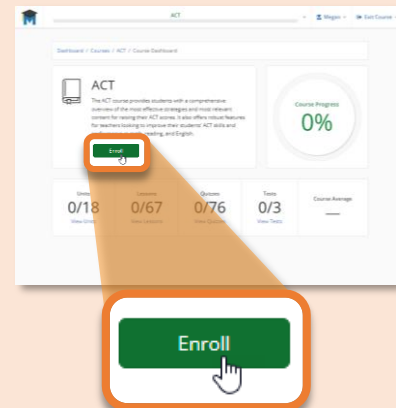 ACT
Megan
Exit Course
Dashboard / Courses / ACT / Course Dashboard
ACT
The ACT course provides students with a comprehensive
overview of the most effective strategies and most relevant
content for raising their ACT scores. It also offers robust features
for teachers looking to improve their students' ACT skills and
reading, and English.
Enroll
Course Progress
0%
Units
0/18
View Units
Lessons
0/67
View Lessons
Quizzes
0/76
View Quizzes
Tests
0/3
View Tests
Course Average
Enroll